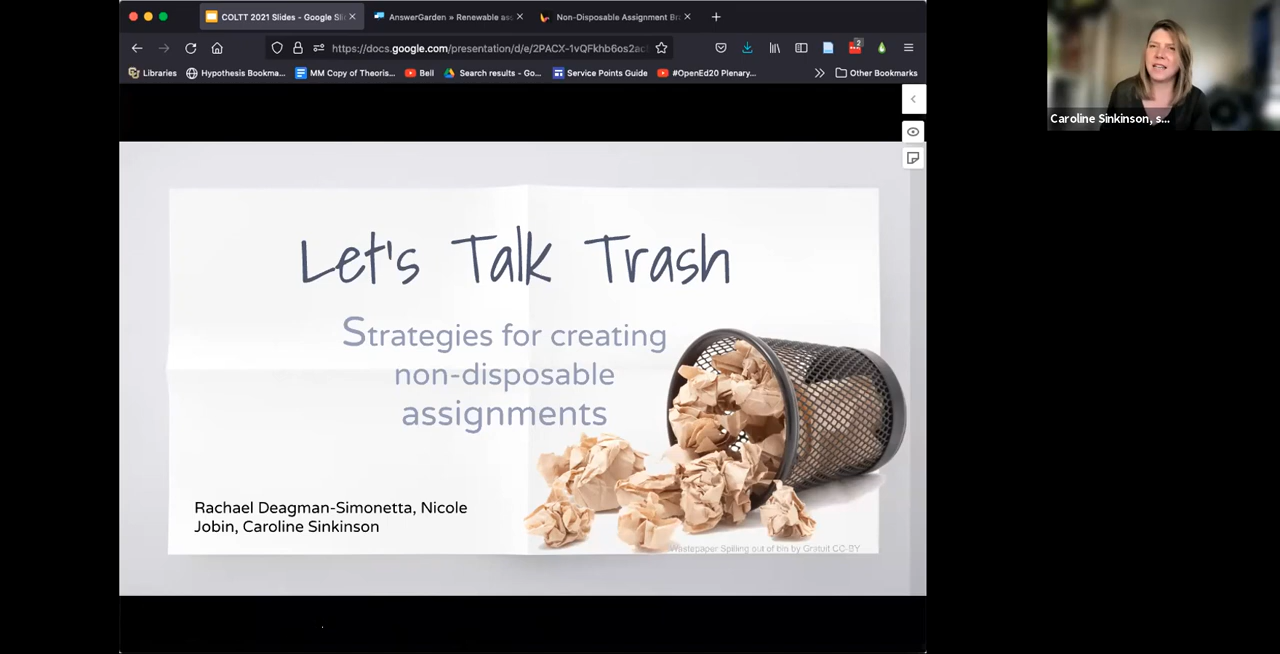 COLTT 2021 Slides - Google Sli
AnswerGarden » Renewable as
Non-Disposable Assignment Br
https://docs.google.com/presentation/d/e/2PACX-1vQFkhb6os2ac
2
Libraries
Hypothesis Bookma...
MM Copy of Theoris...
Bell
Search results - Go...
Service Points Guide
#OpenEd20 Plenary...
Other Bookmarks
Caroline Sinkinson, s...
Let's Talk Trash
Strategies for creating
non-disposable
assignments
Rachael Deagman-Simonetta, Nicole
Jobin, Caroline Sinkinson
Wastepaper Spilling out of bin by Gratuit CC-BY